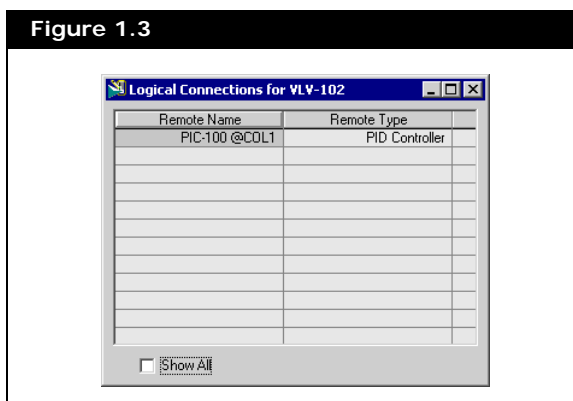 Figure 1.3
Logical Connections for VLV-102
Remote Name Remote Type
PIC-100 @COL1 PID Controller
Show All